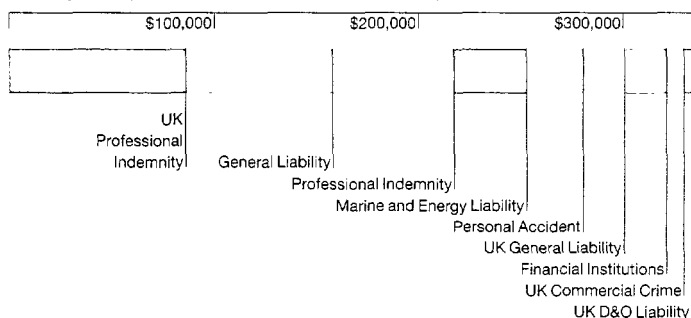 $100,000 $200,000 $300,000
UK
Professional
Indemnity
General Liability
Professional Indemnity
Marine and Energy Liability
Personal Accident
UK General Liability
Financial Institutions
UK Commercial Crime
UK D&O Liability